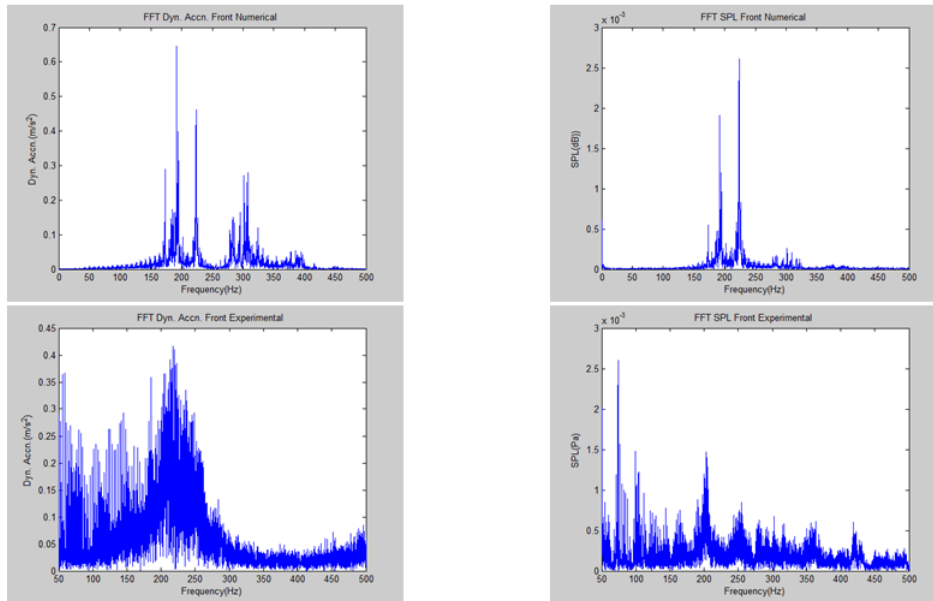 FFT Dyn. Accn. Front Numerical
0.7
0.6
0.5
0.4
0.3
0.2
0.1
0
Dyn. Accn.(m/s²)
0 50 100 150 200 250 300 350 400 450 500
Frequency(Hz)
FFT SPL Front Numerical
x 10⁻³
3
2.5
2
1.5
1
0.5
0
SPL(dB))
0 50 100 150 200 250 300 350 400 450 500
Frequency(Hz)
FFT Dyn. Accn. Front Experimental
0.45
0.4
0.35
0.3
0.25
0.2
0.15
0.1
0.05
0
Dyn. Accn.(m/s²)
50 100 150 200 250 300 350 400 450 500
Frequency(Hz)
FFT SPL Front Experimental
x 10⁻³
3
2.5
2
1.5
1
0.5
0
SPL(Pa)
50 100 150 200 250 300 350 400 450 500
Frequency(Hz)